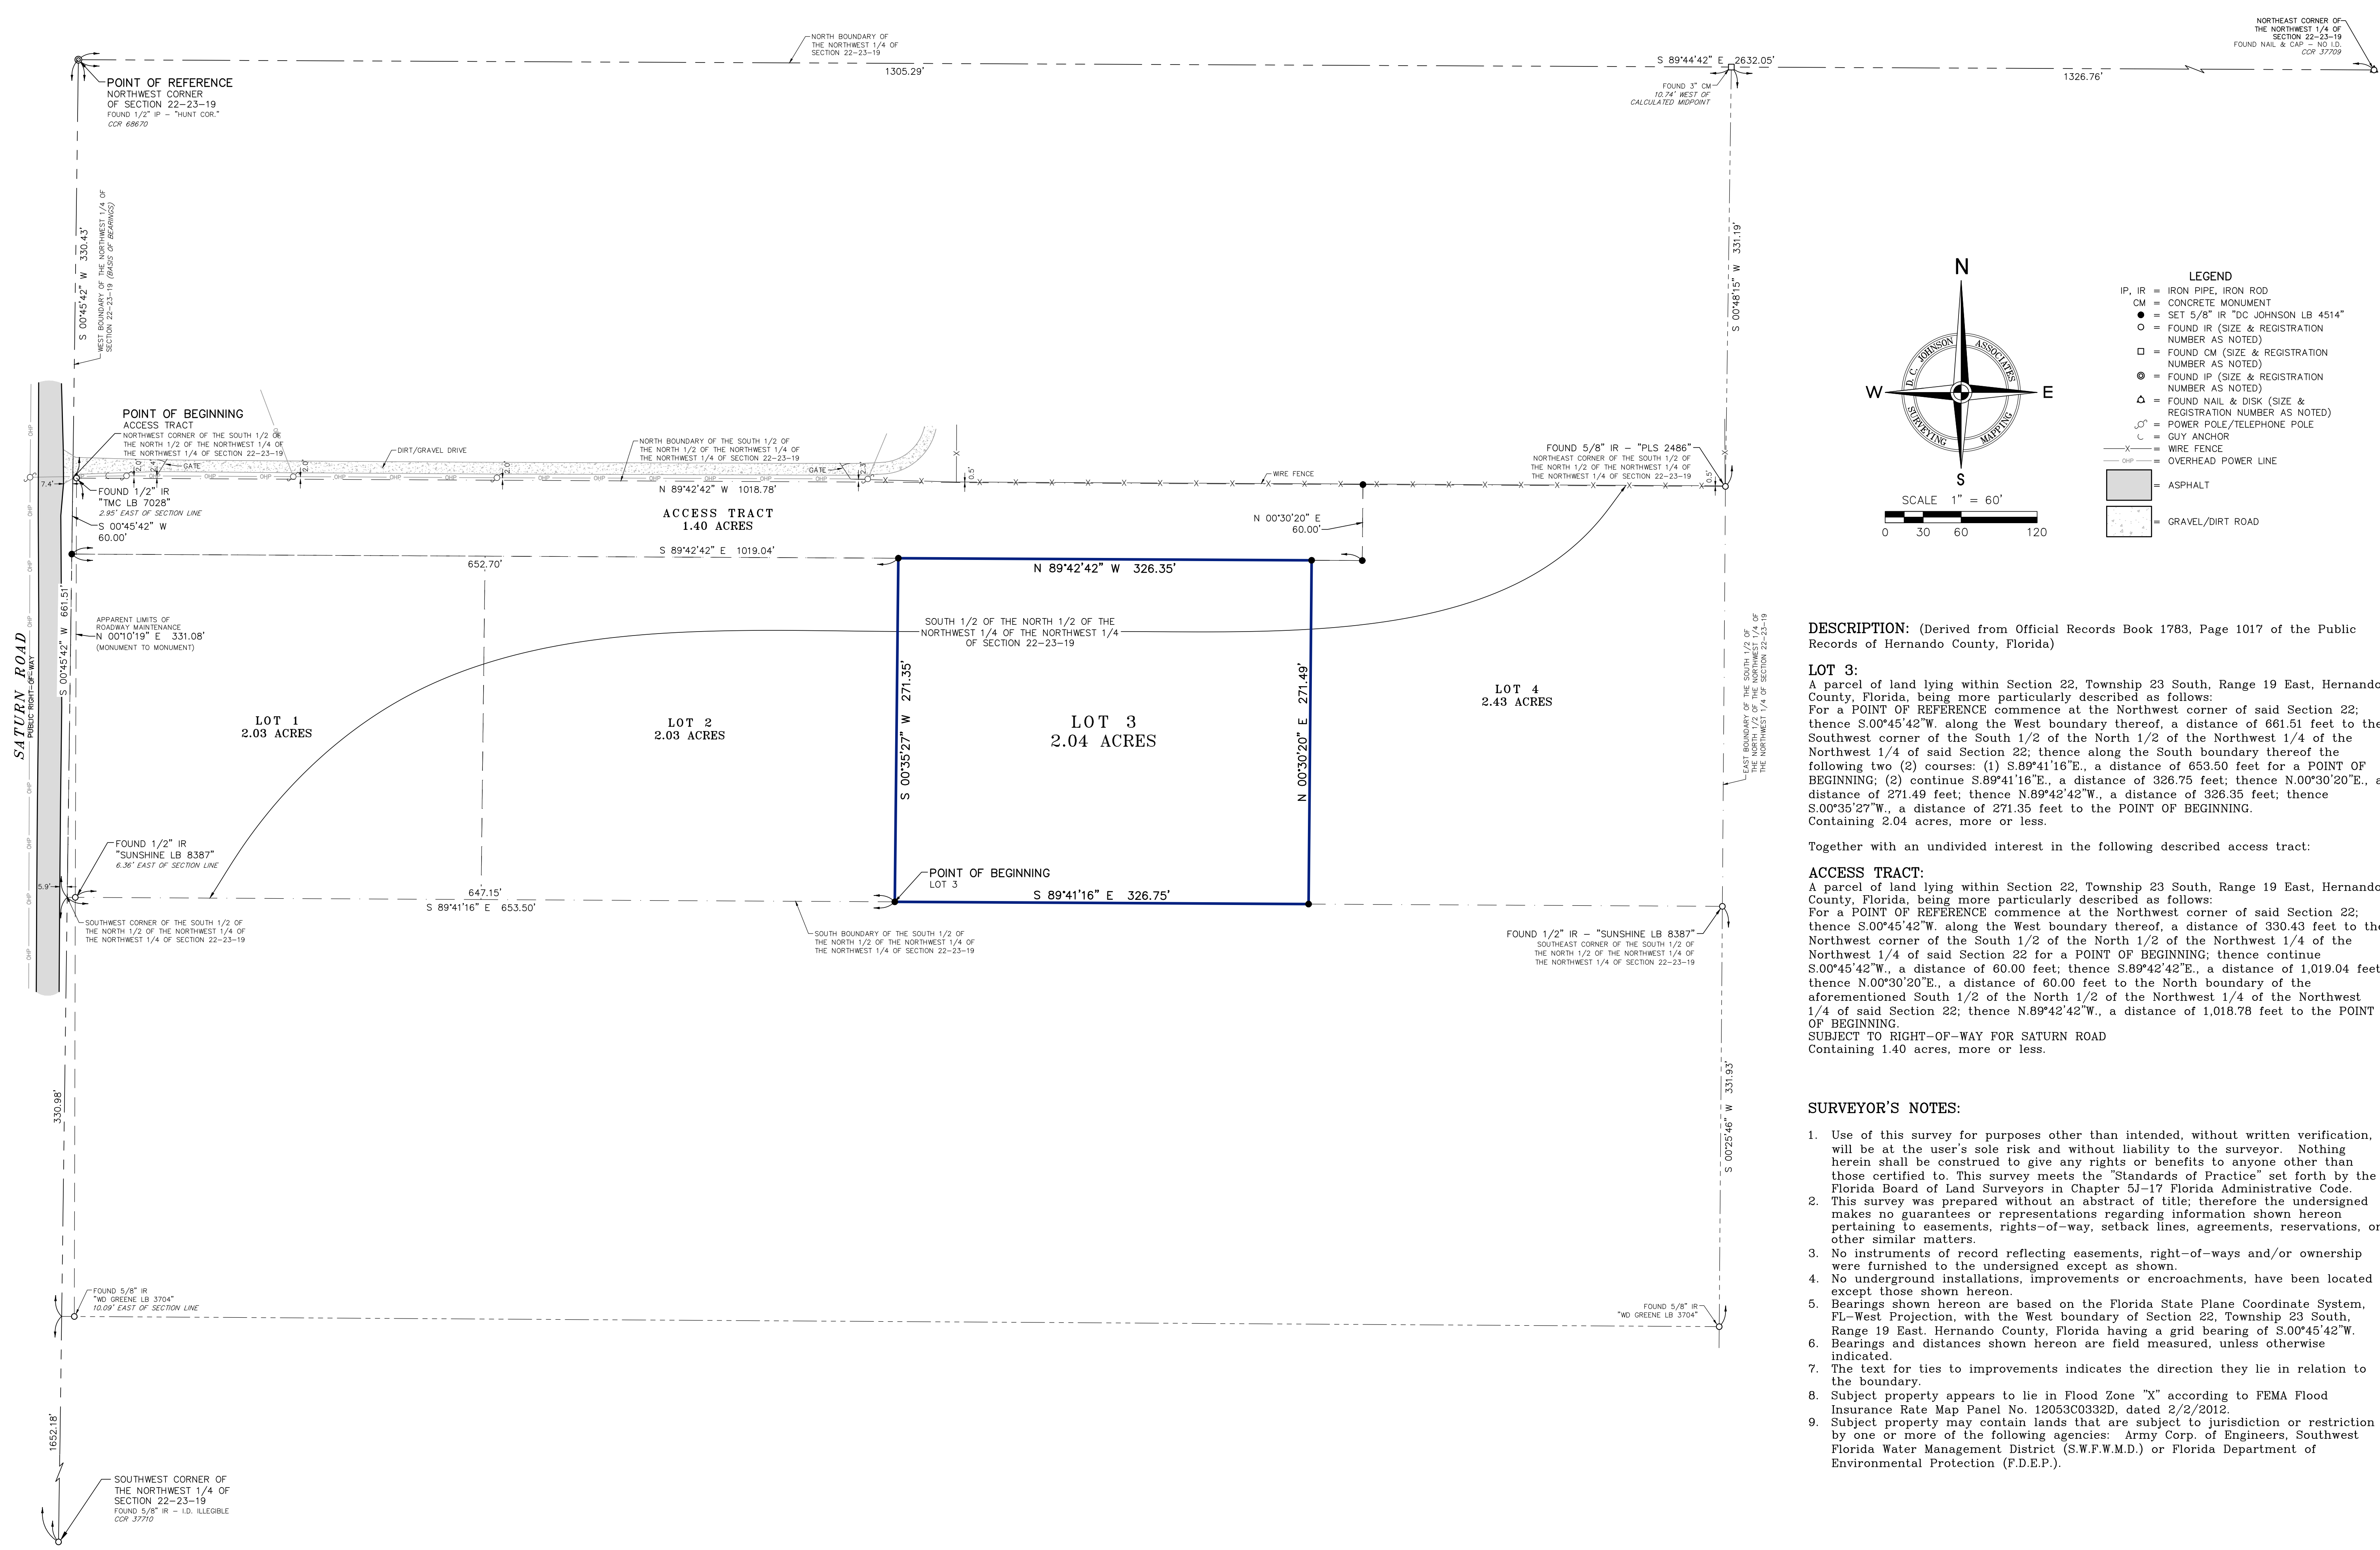 NORTHEAST CORNER OF
THE NORTHWEST 1/4 OF
SECTION 22-23-19
FOUND NAIL & CAP - NO I.D.
CCR 37709
NORTH BOUNDARY OF
THE NORTHWEST 1/4 OF
SECTION 22-23-19
1305.29'
S 89°44'42" E 2632.05'
1326.76'
POINT OF REFERENCE
NORTHWEST CORNER
OF SECTION 22-23-19
FOUND 1/2" IP - "HUNT COR."
CCR 68670
FOUND 3" CM
10.74' WEST OF
CALCULATED MIDPOINT
S 00°45'42" W 330.43'
WEST BOUNDARY OF THE NORTHWEST 1/4 OF
SECTION 22-23-19 (BASIS OF BEARINGS)
S 00°48'15" W 331.19'
N
W
E
S
D. C. JOHNSON
ASSOCIATES
SURVEYING
MAPPING
SCALE 1" = 60'
0 30 60 120
LEGEND
IP, IR = IRON PIPE, IRON ROD
CM = CONCRETE MONUMENT
= SET 5/8" IR "DC JOHNSON LB 4514"
= FOUND IR (SIZE & REGISTRATION
NUMBER AS NOTED)
= FOUND CM (SIZE & REGISTRATION
NUMBER AS NOTED)
= FOUND IP (SIZE & REGISTRATION
NUMBER AS NOTED)
= FOUND NAIL & DISK (SIZE &
REGISTRATION NUMBER AS NOTED)
= POWER POLE/TELEPHONE POLE
= GUY ANCHOR
X = WIRE FENCE
OHP = OVERHEAD POWER LINE
= ASPHALT
= GRAVEL/DIRT ROAD
POINT OF BEGINNING
ACCESS TRACT
NORTHWEST CORNER OF THE SOUTH 1/2 OF
THE NORTH 1/2 OF THE NORTHWEST 1/4 OF
THE NORTHWEST 1/4 OF SECTION 22-23-19
GATE
2.0'
2.4'
2.0'
2.0'
DIRT/GRAVEL DRIVE
NORTH BOUNDARY OF THE SOUTH 1/2 OF
THE NORTH 1/2 OF THE NORTHWEST 1/4 OF
THE NORTHWEST 1/4 OF SECTION 22-23-19
GATE
2.3'
0.5'
WIRE FENCE
FOUND 5/8" IR - "PLS 2486"
NORTHEAST CORNER OF THE SOUTH 1/2 OF
THE NORTH 1/2 OF THE NORTHWEST 1/4 OF
THE NORTHWEST 1/4 OF SECTION 22-23-19
0.5'
7.4'
FOUND 1/2" IR
"TMC LB 7028"
2.95' EAST OF SECTION LINE
S 00°45'42" W
60.00'
N 89°42'42" W 1018.78'
ACCESS TRACT
1.40 ACRES
N 00°30'20" E
60.00'
S 89°42'42" E 1019.04'
652.70'
N 89°42'42" W 326.35'
S 00°45'42" W 661.51'
APPARENT LIMITS OF
ROADWAY MAINTENANCE
N 00°10'19" E 331.08'
(MONUMENT TO MONUMENT)
SATURN ROAD
PUBLIC RIGHT-OF-WAY
SOUTH 1/2 OF THE NORTH 1/2 OF THE
NORTHWEST 1/4 OF THE NORTHWEST 1/4
OF SECTION 22-23-19
S 00°35'27" W 271.35'
N 00°30'20" E 271.49'
EAST BOUNDARY OF THE SOUTH 1/2 OF
THE NORTH 1/2 OF THE NORTHWEST 1/4 OF
THE NORTHWEST 1/4 OF SECTION 22-23-19
LOT 1
2.03 ACRES
LOT 2
2.03 ACRES
LOT 3
2.04 ACRES
LOT 4
2.43 ACRES
FOUND 1/2" IR
"SUNSHINE LB 8387"
6.36' EAST OF SECTION LINE
5.9'
POINT OF BEGINNING
LOT 3
647.15'
S 89°41'16" E 653.50'
S 89°41'16" E 326.75'
SOUTHWEST CORNER OF THE SOUTH 1/2 OF
THE NORTH 1/2 OF THE NORTHWEST 1/4 OF
THE NORTHWEST 1/4 OF SECTION 22-23-19
SOUTH BOUNDARY OF THE SOUTH 1/2 OF
THE NORTH 1/2 OF THE NORTHWEST 1/4 OF
THE NORTHWEST 1/4 OF SECTION 22-23-19
FOUND 1/2" IR - "SUNSHINE LB 8387"
SOUTHEAST CORNER OF THE SOUTH 1/2 OF
THE NORTH 1/2 OF THE NORTHWEST 1/4 OF
THE NORTHWEST 1/4 OF SECTION 22-23-19
330.98'
S 00°25'46" W 331.93'
FOUND 5/8" IR
"WD GREENE LB 3704"
10.09' EAST OF SECTION LINE
FOUND 5/8" IR
"WD GREENE LB 3704"
1652.18'
SOUTHWEST CORNER OF
THE NORTHWEST 1/4 OF
SECTION 22-23-19
FOUND 5/8" IR - I.D. ILLEGIBLE
CCR 37710
DESCRIPTION: (Derived from Official Records Book 1783, Page 1017 of the Public
Records of Hernando County, Florida)
LOT 3:
A parcel of land lying within Section 22, Township 23 South, Range 19 East, Hernando
County, Florida, being more particularly described as follows:
For a POINT OF REFERENCE commence at the Northwest corner of said Section 22;
thence S.00°45'42"W. along the West boundary thereof, a distance of 661.51 feet to the
Southwest corner of the South 1/2 of the North 1/2 of the Northwest 1/4 of the
Northwest 1/4 of said Section 22; thence along the South boundary thereof the
following two (2) courses: (1) S.89°41'16"E., a distance of 653.50 feet for a POINT OF
BEGINNING; (2) continue S.89°41'16"E., a distance of 326.75 feet; thence N.00°30'20"E., a
distance of 271.49 feet; thence N.89°42'42"W., a distance of 326.35 feet; thence
S.00°35'27"W., a distance of 271.35 feet to the POINT OF BEGINNING.
Containing 2.04 acres, more or less.
Together with an undivided interest in the following described access tract:
ACCESS TRACT:
A parcel of land lying within Section 22, Township 23 South, Range 19 East, Hernando
County, Florida, being more particularly described as follows:
For a POINT OF REFERENCE commence at the Northwest corner of said Section 22;
thence S.00°45'42"W. along the West boundary thereof, a distance of 330.43 feet to the
Northwest corner of the South 1/2 of the North 1/2 of the Northwest 1/4 of the
Northwest 1/4 of said Section 22 for a POINT OF BEGINNING; thence continue
S.00°45'42"W., a distance of 60.00 feet; thence S.89°42'42"E., a distance of 1,019.04 feet
thence N.00°30'20"E., a distance of 60.00 feet to the North boundary of the
aforementioned South 1/2 of the North 1/2 of the Northwest 1/4 of the Northwest
1/4 of said Section 22; thence N.89°42'42"W., a distance of 1,018.78 feet to the POINT
OF BEGINNING.
SUBJECT TO RIGHT-OF-WAY FOR SATURN ROAD
Containing 1.40 acres, more or less.
SURVEYOR'S NOTES:
1. Use of this survey for purposes other than intended, without written verification,
will be at the user's sole risk and without liability to the surveyor. Nothing
herein shall be construed to give any rights or benefits to anyone other than
those certified to. This survey meets the "Standards of Practice" set forth by the
Florida Board of Land Surveyors in Chapter 5J-17 Florida Administrative Code.
2. This survey was prepared without an abstract of title; therefore the undersigned
makes no guarantees or representations regarding information shown hereon
pertaining to easements, rights-of-way, setback lines, agreements, reservations, or
other similar matters.
3. No instruments of record reflecting easements, right-of-ways and/or ownership
were furnished to the undersigned except as shown.
4. No underground installations, improvements or encroachments, have been located
except those shown hereon.
5. Bearings shown hereon are based on the Florida State Plane Coordinate System,
FL-West Projection, with the West boundary of Section 22, Township 23 South,
Range 19 East. Hernando County, Florida having a grid bearing of S.00°45'42"W.
6. Bearings and distances shown hereon are field measured, unless otherwise
indicated.
7. The text for ties to improvements indicates the direction they lie in relation to
the boundary.
8. Subject property appears to lie in Flood Zone "X" according to FEMA Flood
Insurance Rate Map Panel No. 12053C0332D, dated 2/2/2012.
9. Subject property may contain lands that are subject to jurisdiction or restriction
by one or more of the following agencies: Army Corp. of Engineers, Southwest
Florida Water Management District (S.W.F.W.M.D.) or Florida Department of
Environmental Protection (F.D.E.P.).